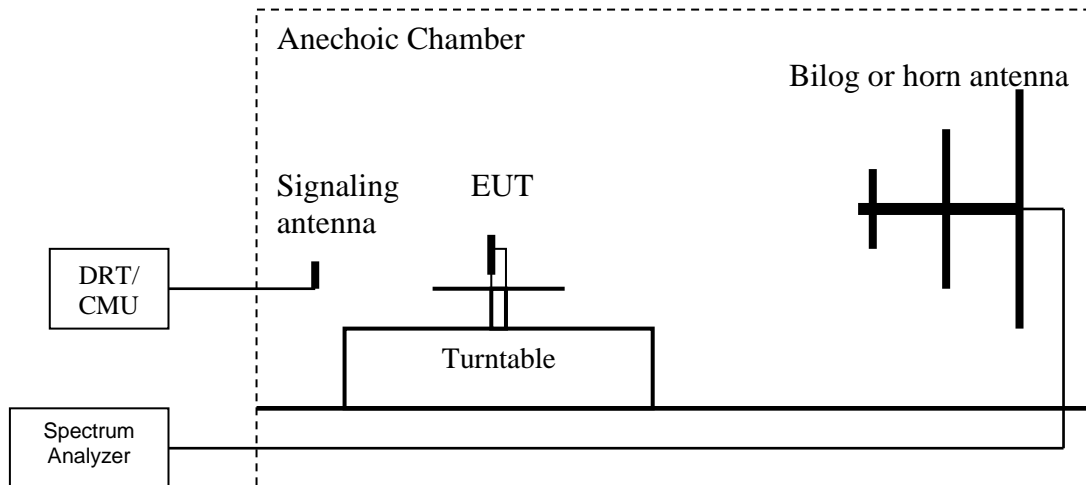 Anechoic Chamber
Bilog or horn antenna
Signaling
antenna
EUT
DRT/
CMU
Turntable
Spectrum
Analyzer